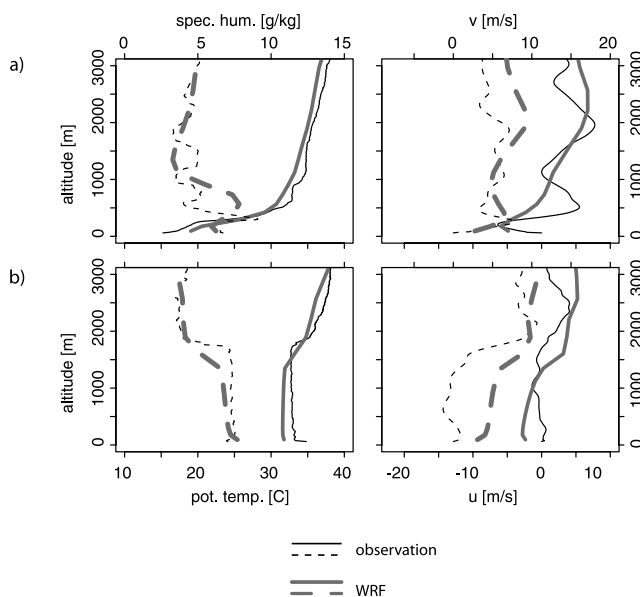 spec. hum. [g/kg]
v [m/s]
0 5 10 15
0 5 10 15 20
a)
altitude [m]
0 1000 2000 3000
0 1000 2000 3000
b)
altitude [m]
0 1000 2000 3000
0 1000 2000 3000
10 20 30 40
-20 -10 0 10
pot. temp. [C]
u [m/s]
observation
WRF